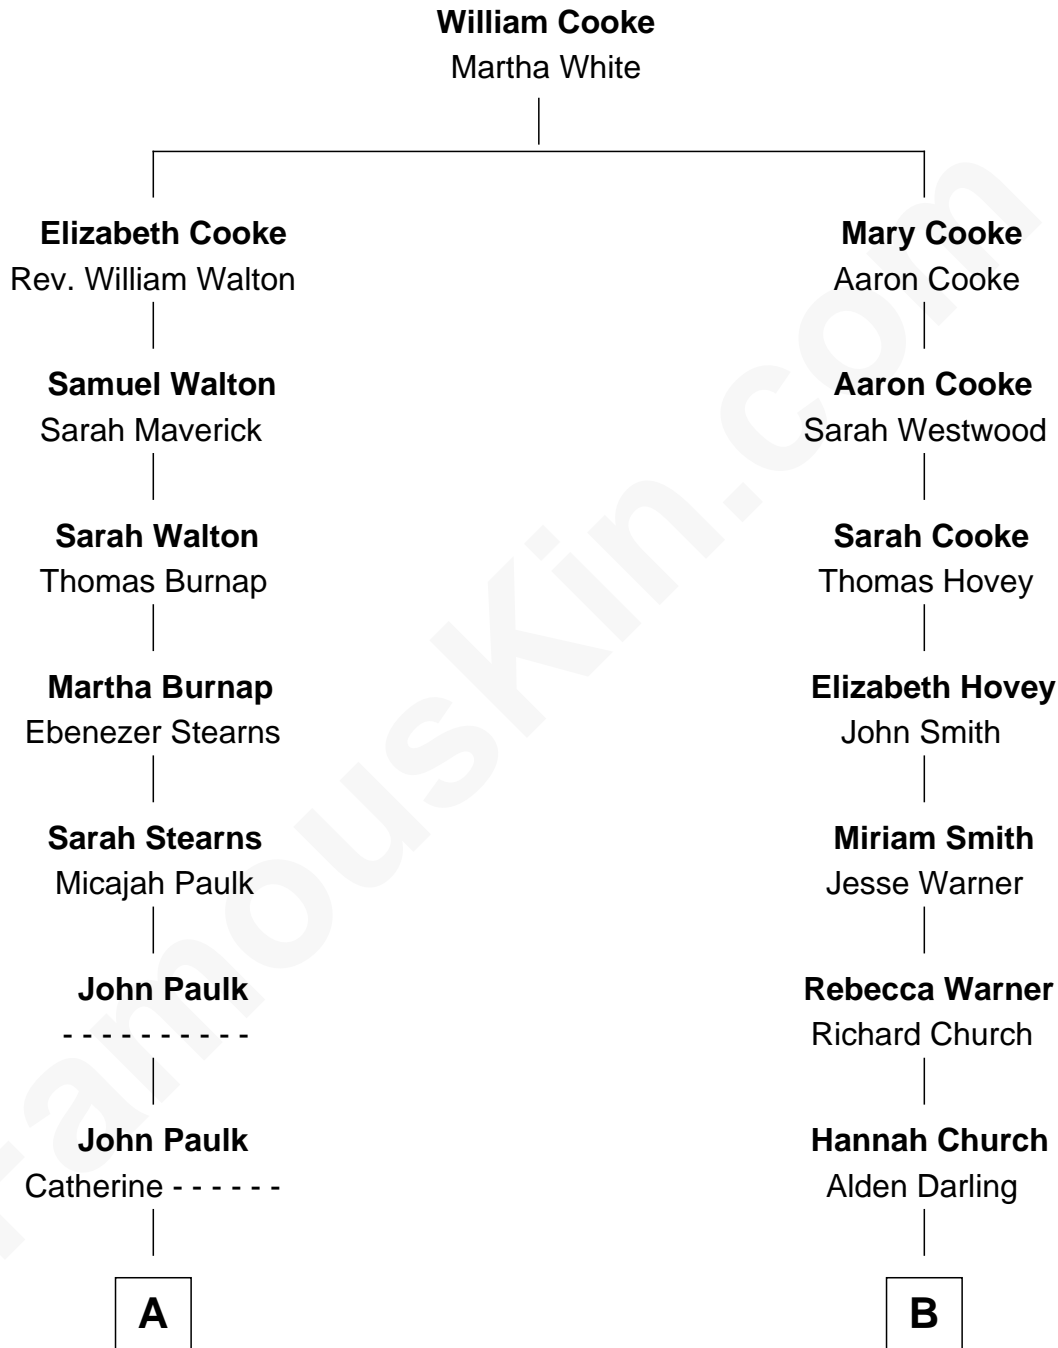 William Cooke
Martha White
Elizabeth Cooke
Rev. William Walton
Mary Cooke
Aaron Cooke
Samuel Walton
Sarah Maverick
Aaron Cooke
Sarah Westwood
Sarah Walton
Thomas Burnap
Sarah Cooke
Thomas Hovey
Martha Burnap
Ebenezer Stearns
Elizabeth Hovey
John Smith
Sarah Stearns
Micajah Paulk
Miriam Smith
Jesse Warner
John Paulk
- - - - - - - - - -
Rebecca Warner
Richard Church
John Paulk
Catherine - - - - - -
Hannah Church
Alden Darling
A
B
FamousKin.com